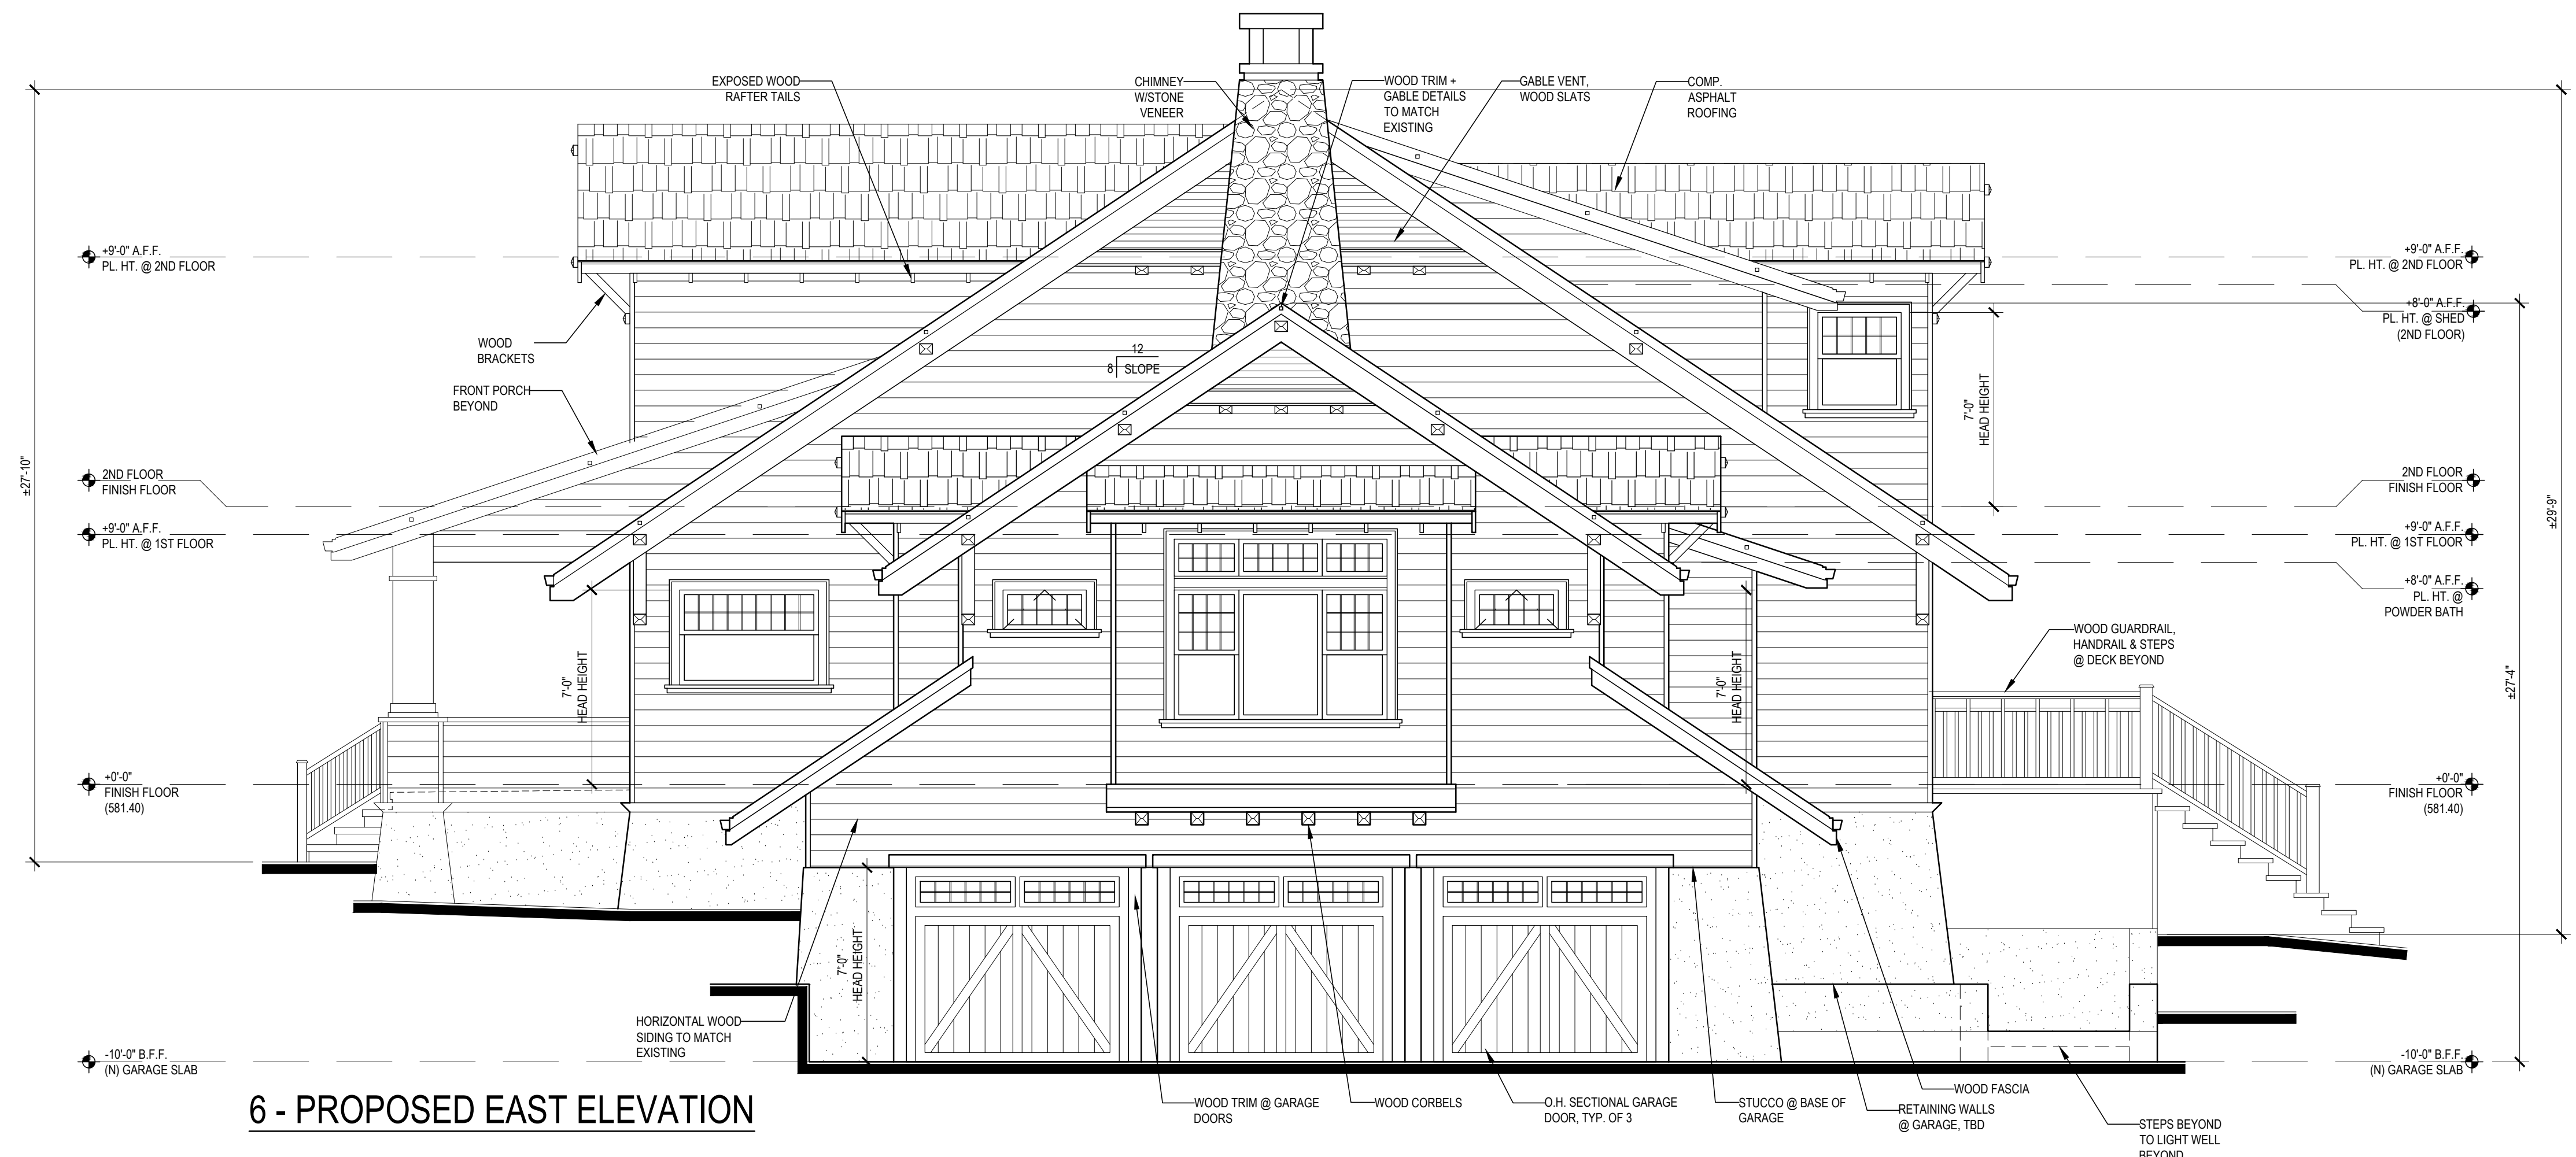 EXPOSED WOOD
RAFTER TAILS
CHIMNEY
W/STONE
VENEER
WOOD TRIM +
GABLE DETAILS
TO MATCH
EXISTING
GABLE VENT,
WOOD SLATS
COMP.
ASPHALT
ROOFING
+9'-0" A.F.F.
PL. HT. @ 2ND FLOOR
WOOD
BRACKETS
FRONT PORCH
BEYOND
12
8 SLOPE
±27'-10"
2ND FLOOR
FINISH FLOOR
+9'-0" A.F.F.
PL. HT. @ 1ST FLOOR
7'-0"
HEAD HEIGHT
+0'-0"
FINISH FLOOR
(581.40)
+9'-0" A.F.F.
PL. HT. @ 2ND FLOOR
+8'-0" A.F.F.
PL. HT. @ SHED
(2ND FLOOR)
7'-0"
HEAD HEIGHT
2ND FLOOR
FINISH FLOOR
+9'-0" A.F.F.
PL. HT. @ 1ST FLOOR
+8'-0" A.F.F.
PL. HT. @
POWDER BATH
±29'-9"
±27'-4"
WOOD GUARDRAIL,
HANDRAIL & STEPS
@ DECK BEYOND
7'-0"
HEAD HEIGHT
+0'-0"
FINISH FLOOR
(581.40)
7'-0"
HEAD HEIGHT
HORIZONTAL WOOD
SIDING TO MATCH
EXISTING
-10'-0" B.F.F.
(N) GARAGE SLAB
-10'-0" B.F.F.
(N) GARAGE SLAB
WOOD TRIM @ GARAGE
DOORS
WOOD CORBELS
O.H. SECTIONAL GARAGE
DOOR, TYP. OF 3
STUCCO @ BASE OF
GARAGE
WOOD FASCIA
RETAINING WALLS
@ GARAGE, TBD
STEPS BEYOND
TO LIGHT WELL
BEYOND
6 - PROPOSED EAST ELEVATION